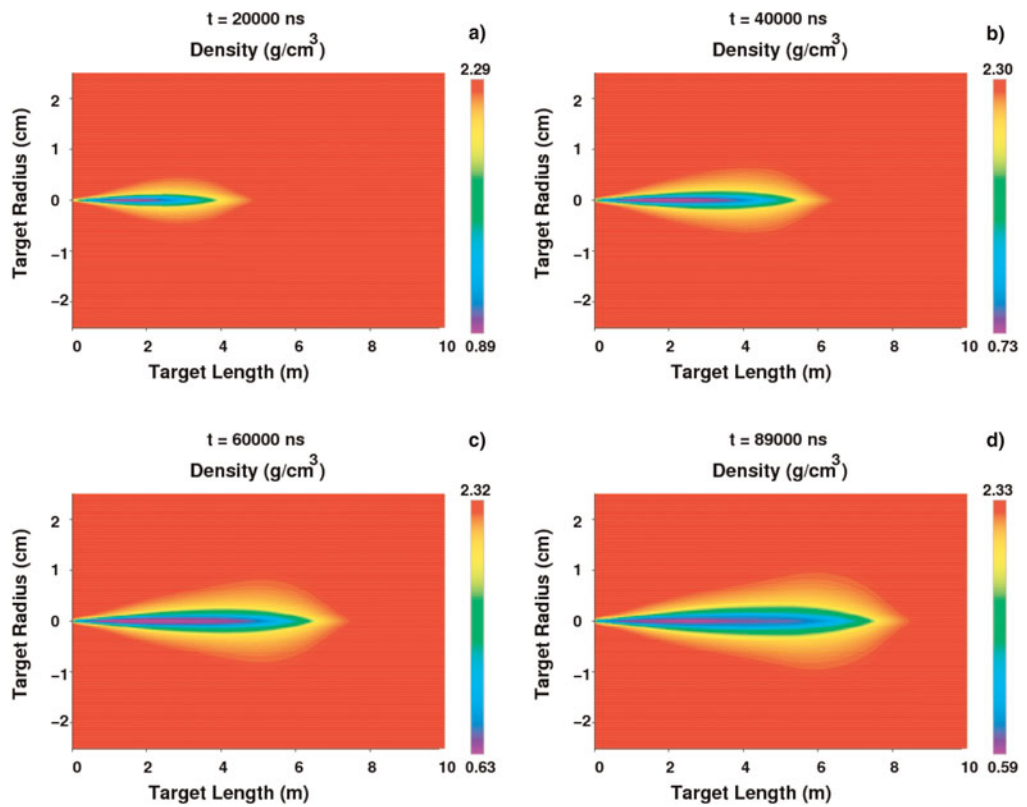 t = 20000 ns
a)
Density (g/cm³)
2.29
2
1
0
−1
−2
Target Radius (cm)
0 2 4 6 8 10
0.89
Target Length (m)
t = 40000 ns
b)
Density (g/cm³)
2.30
2
1
0
−1
−2
Target Radius (cm)
0 2 4 6 8 10
0.73
Target Length (m)
t = 60000 ns
c)
Density (g/cm³)
2.32
2
1
0
−1
−2
Target Radius (cm)
0 2 4 6 8 10
0.63
Target Length (m)
t = 89000 ns
d)
Density (g/cm³)
2.33
2
1
0
−1
−2
Target Radius (cm)
0 2 4 6 8 10
0.59
Target Length (m)